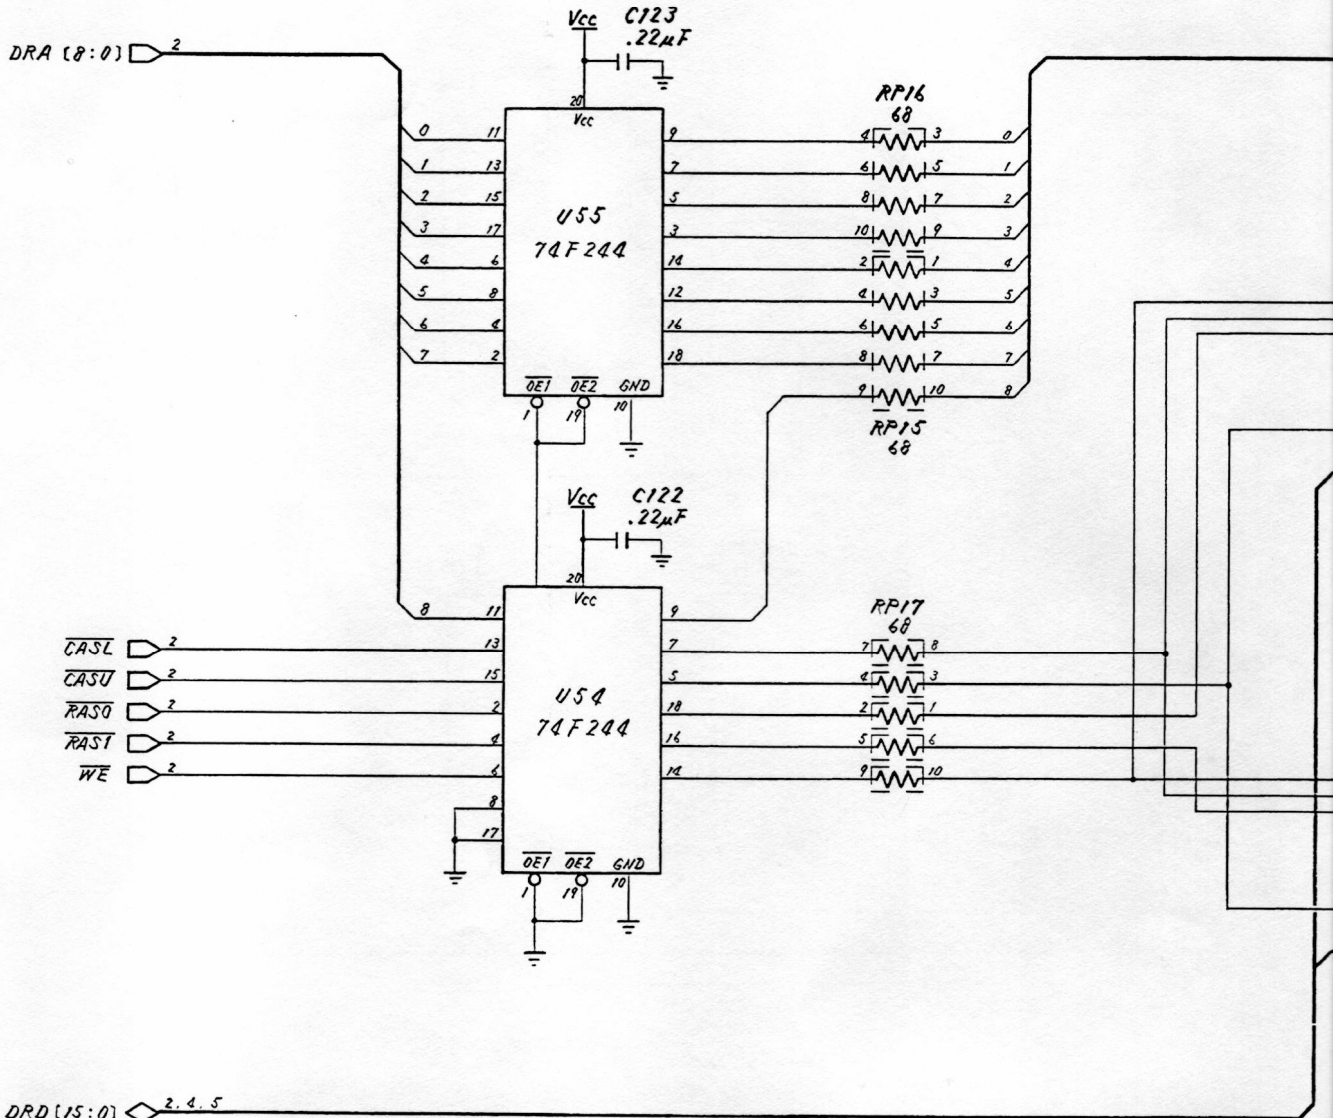 Vcc C123
.22µF
DRA [8:0] 2
20
Vcc
RP16
68
0 11 9 4 3 0
1 13 7 6 5 1
2 15 5 8 7 2
U55
3 17 3 10 9 3
74F244
4 6 14 2 1 4
5 8 12 4 3 5
6 4 16 6 5 6
7 2 18 8 7 7
OE1 OE2 GND
9 10 8
1 19 10
RP15
68
Vcc C122
.22µF
20
Vcc
8 11 9
RP17
68
CASL 2 13 7 7 8
CASU 2 15 5 4 3
U54
RAS0 2 2 18 2 1
74F244
RAS1 2 4 16 5 6
WE 2 6 14 9 10
8
17
OE1 OE2 GND
1 19 10
DRD [15:0] 2.4.5